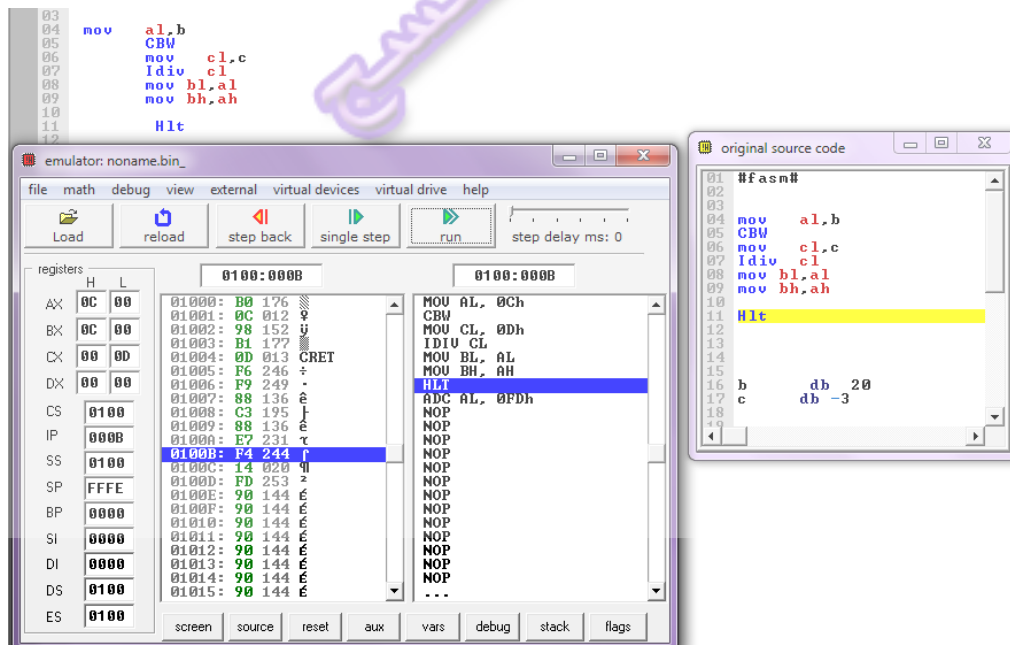 03
04 mov al,b
05 CBW
06 mov cl,c
07 Idiv cl
08 mov bl,al
09 mov bh,ah
10
11 Hlt
12
emulator: noname.bin_
file math debug view external virtual devices virtual drive help
Load reload step back single step run step delay ms: 0
registers
H L
0100:000B 0100:000B
AX 0C 00
BX 0C 00
CX 00 0D
DX 00 00
CS 0100
IP 000B
SS 0100
SP FFFE
BP 0000
SI 0000
DI 0000
DS 0100
ES 0100
01000: B0 176 ▒
01001: 0C 012 ♀
01002: 98 152 ÿ
01003: B1 177 ▒
01004: 0D 013 CRET
01005: F6 246 ÷
01006: F9 249 ·
01007: 88 136 ê
01008: C3 195 ├
01009: 88 136 ê
0100A: E7 231 τ
0100B: F4 244 ⌠
0100C: 14 020 ¶
0100D: FD 253 ²
0100E: 90 144 É
0100F: 90 144 É
01010: 90 144 É
01011: 90 144 É
01012: 90 144 É
01013: 90 144 É
01014: 90 144 É
01015: 90 144 É
MOV AL, 0Ch
CBW
MOV CL, 0Dh
IDIV CL
MOV BL, AL
MOV BH, AH
HLT
ADC AL, 0FDh
NOP
NOP
NOP
NOP
NOP
NOP
NOP
NOP
NOP
NOP
NOP
NOP
NOP
...
screen source reset aux vars debug stack flags
original source code
01 #fasm#
02
03
04 mov al,b
05 CBW
06 mov cl,c
07 Idiv cl
08 mov bl,al
09 mov bh,ah
10
11 Hlt
12
13
14
15
16 b db 20
17 c db -3
18
19